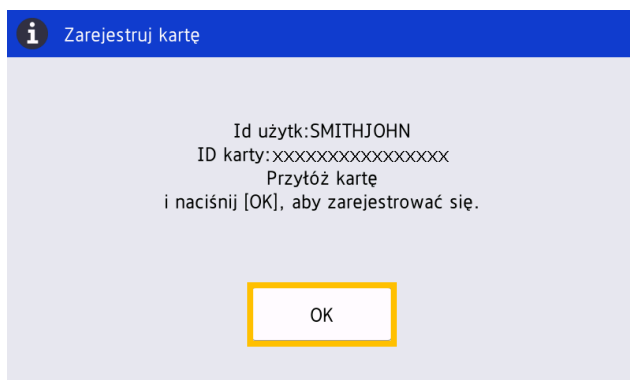 Zarejestruj kartę
Id użytk:SMITHJOHN
ID karty:XXXXXXXXXXXXXXXX
Przyłóż kartę
i naciśnij [OK], aby zarejestrować się.
OK